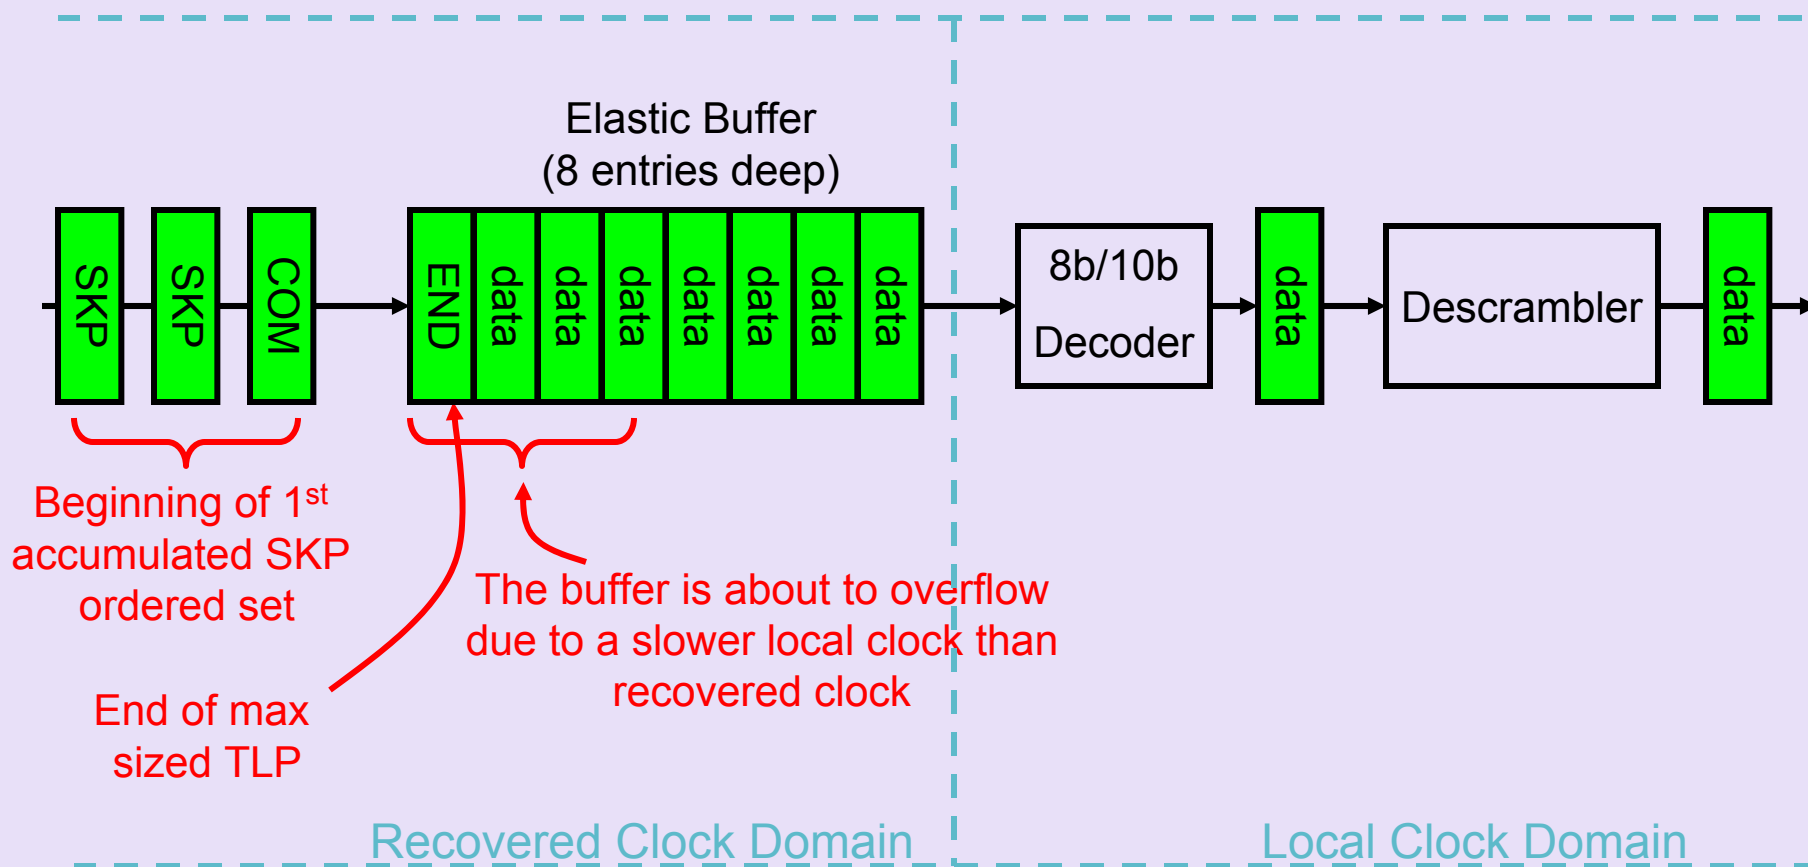 Elastic Buffer
(8 entries deep)
SKP
SKP
COM
END
data
data
data
data
data
data
data
8b/10b
Decoder
data
Descrambler
data
Beginning of 1st
accumulated SKP
ordered set
The buffer is about to overflow
due to a slower local clock than
recovered clock
End of max
sized TLP
Recovered Clock Domain
Local Clock Domain